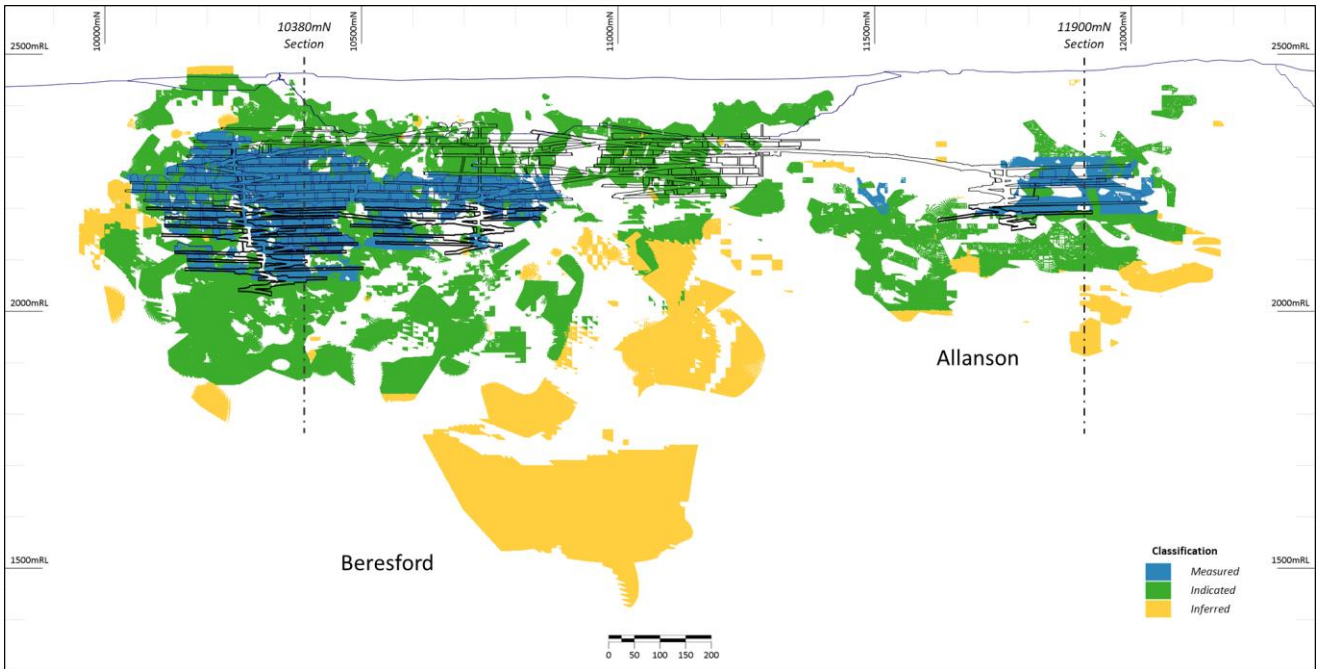 10000mN
10380mN
Section
10500mN
11000mN
11500mN
11900mN
Section
12000mN
2500mRL
2500mRL
2000mRL
2000mRL
Allanson
1500mRL
1500mRL
Beresford
Classification
Measured
Indicated
Inferred
0 50 100 150 200